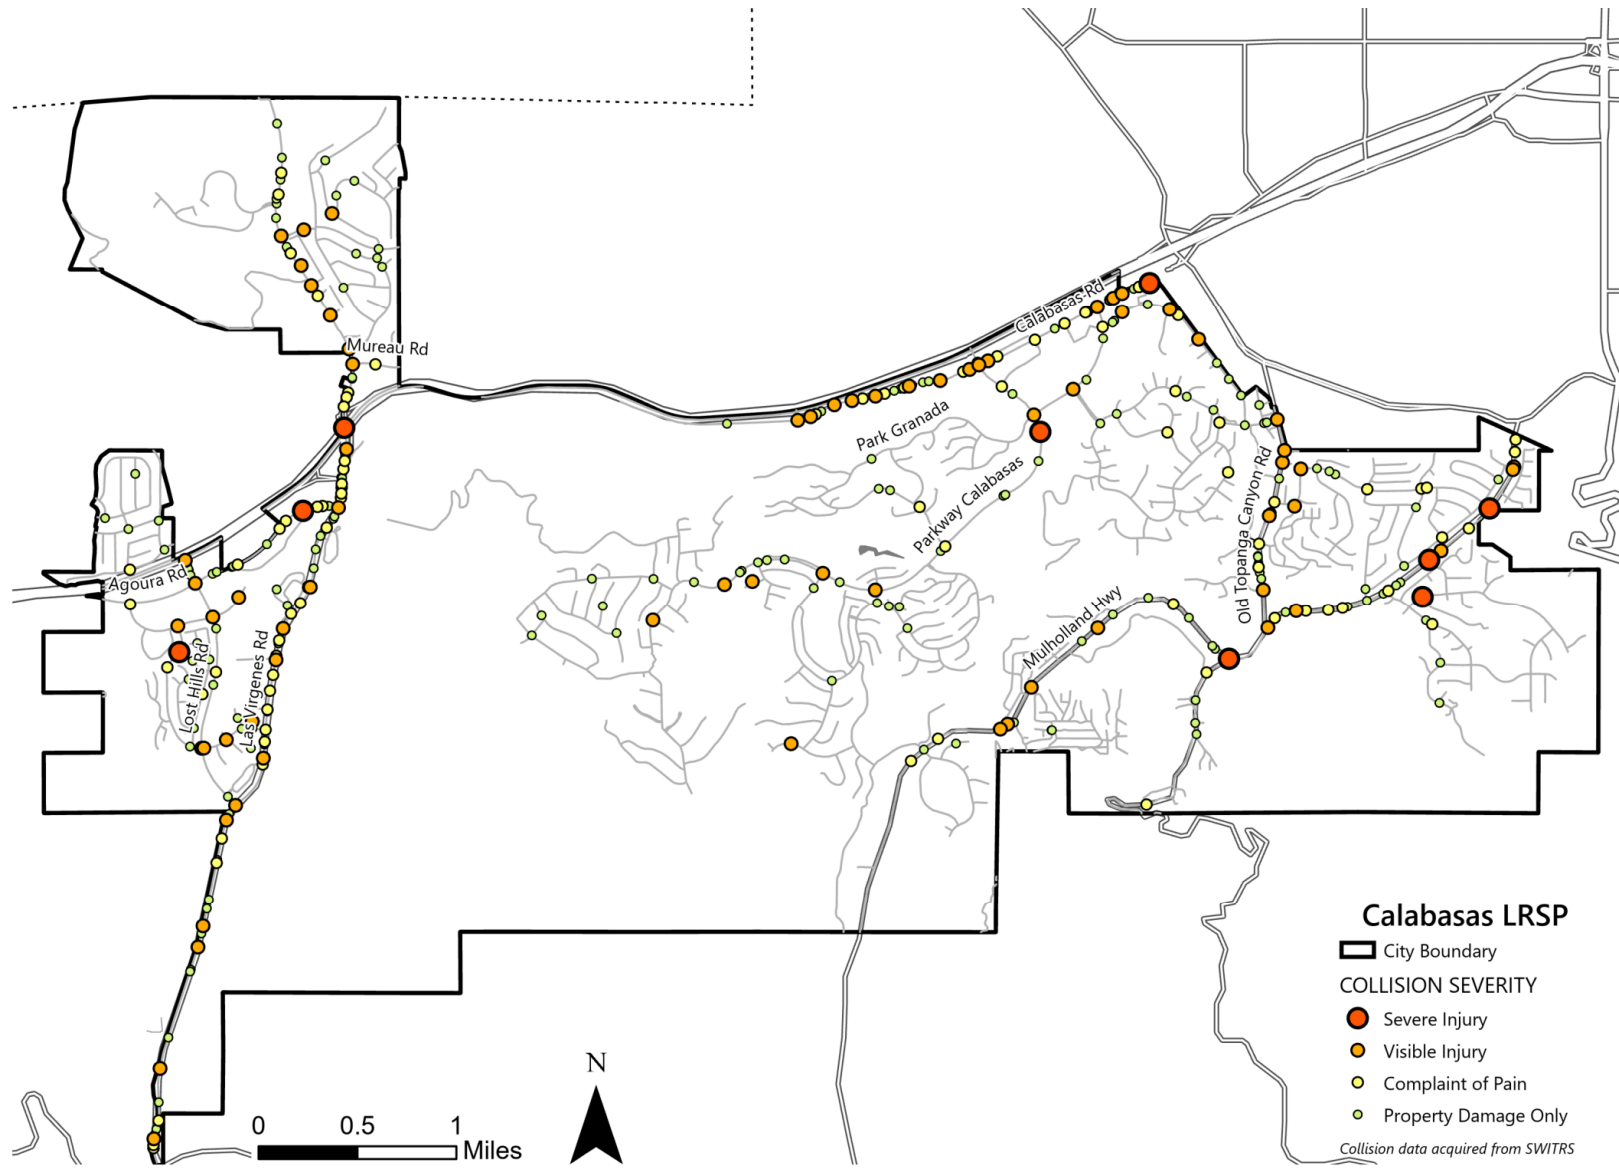 Mureau Rd
Calabasas Rd
Park Granada
Parkway Calabasas
Old Topanga Canyon Rd
Agoura Rd
Lost Hills Rd
Las Virgenes Rd
Mulholland Hwy
Calabasas LRSP
City Boundary
COLLISION SEVERITY
Severe Injury
Visible Injury
Complaint of Pain
Property Damage Only
Collision data acquired from SWITRS
N
0 0.5 1
Miles